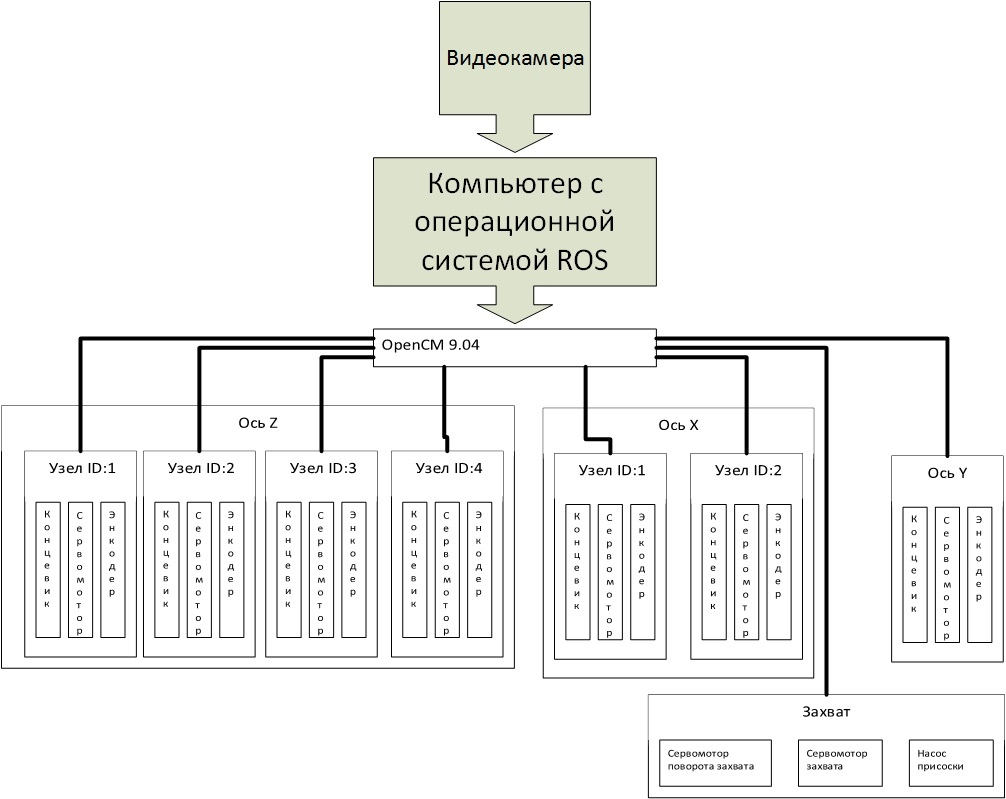 Видеокамера
Компьютер с
операционной
системой ROS
OpenCM 9.04
Ось Z
Узел ID:1
Концевик
Сервомотор
Энкодер
Узел ID:2
Концевик
Сервомотор
Энкодер
Узел ID:3
Концевик
Сервомотор
Энкодер
Узел ID:4
Концевик
Сервомотор
Энкодер
Ось X
Узел ID:1
Концевик
Сервомотор
Энкодер
Узел ID:2
Концевик
Сервомотор
Энкодер
Ось Y
Концевик
Сервомотор
Энкодер
Захват
Сервомотор
поворота захвата
Сервомотор
захвата
Насос
присоски